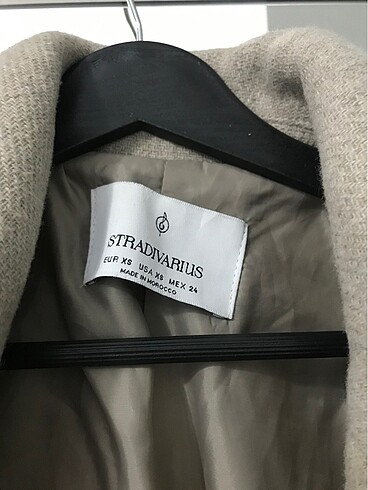 STRADIVARIUS
EUR XS USA XS MEX 24
MADE IN MOROCCO